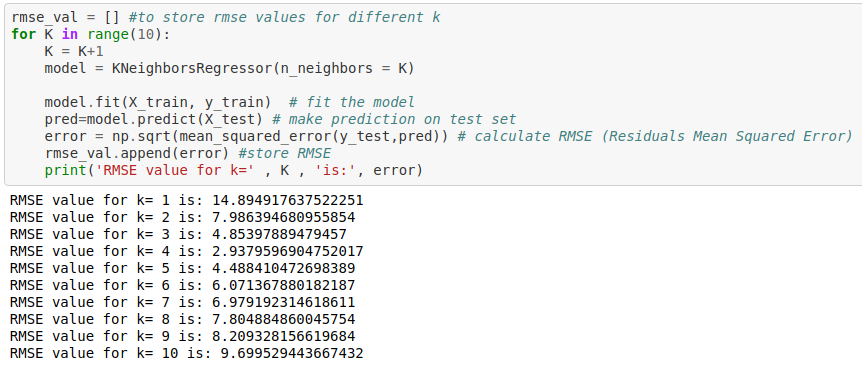 rmse_val = [] #to store rmse values for different k
for K in range(10):
    K = K+1
    model = KNeighborsRegressor(n_neighbors = K)

    model.fit(X_train, y_train)  # fit the model
    pred=model.predict(X_test) # make prediction on test set
    error = np.sqrt(mean_squared_error(y_test,pred)) # calculate RMSE (Residuals Mean Squared Error)
    rmse_val.append(error) #store RMSE
    print('RMSE value for k=' , K , 'is:', error)
RMSE value for k= 1 is: 14.894917637522251
RMSE value for k= 2 is: 7.986394680955854
RMSE value for k= 3 is: 4.85397889479457
RMSE value for k= 4 is: 2.9379596904752017
RMSE value for k= 5 is: 4.488410472698389
RMSE value for k= 6 is: 6.071367880182187
RMSE value for k= 7 is: 6.979192314618611
RMSE value for k= 8 is: 7.804884860045754
RMSE value for k= 9 is: 8.209328156619684
RMSE value for k= 10 is: 9.699529443667432